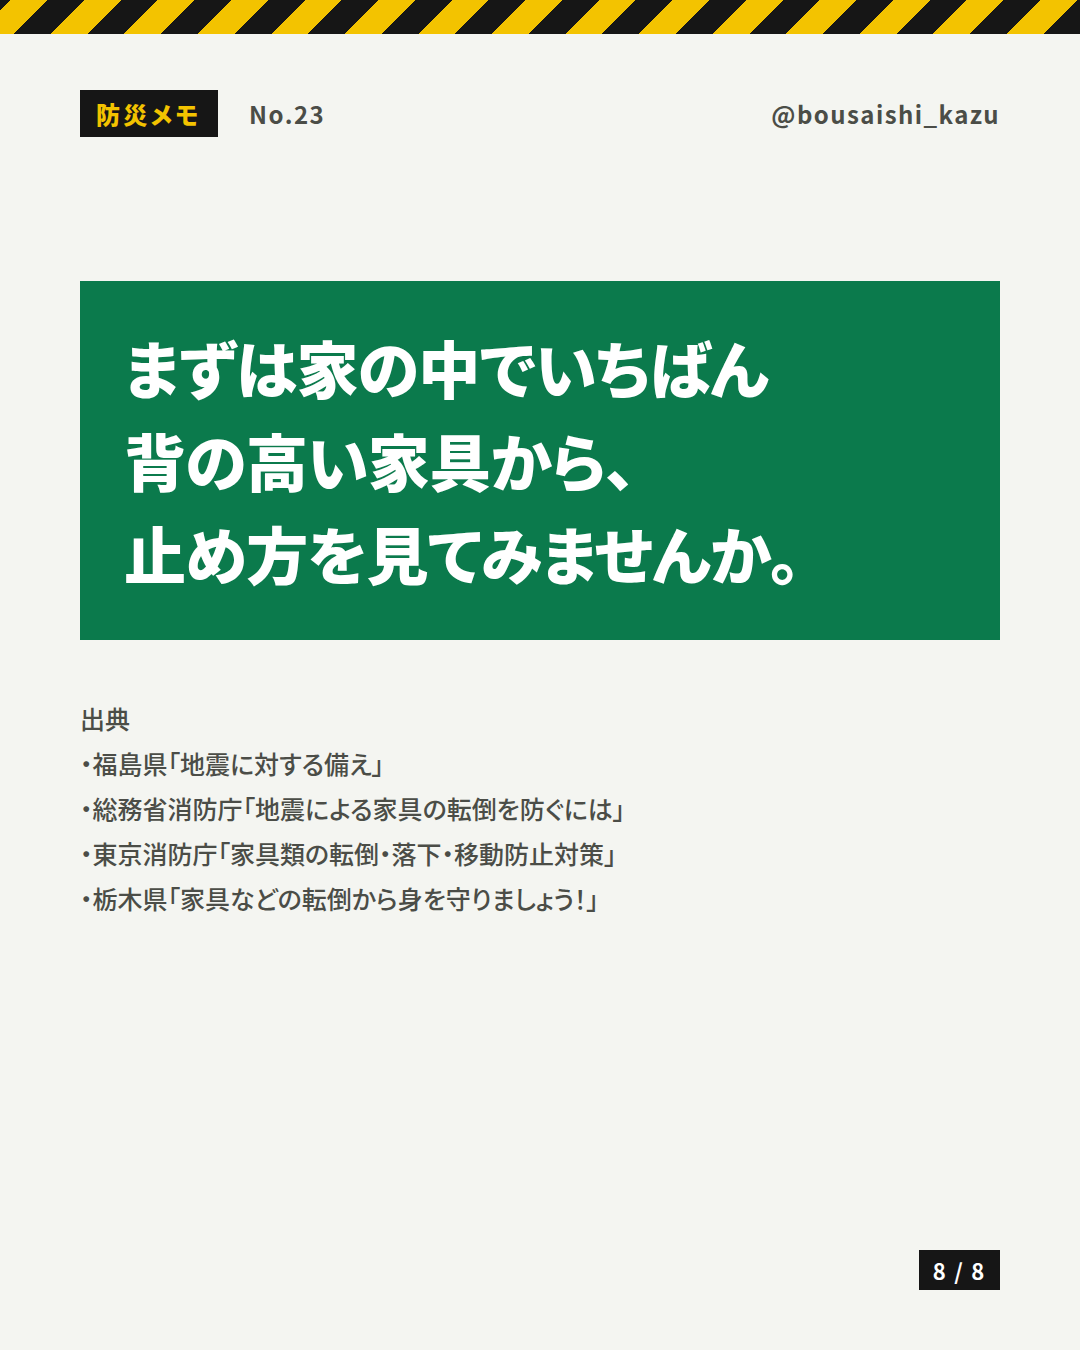 防災メモ No.23 @bousaishi_kazu
まずは家の中でいちばん
背の高い家具から、
止め方を見てみませんか。
出典
・福島県「地震に対する備え」
・総務省消防庁「地震による家具の転倒を防ぐには」
・東京消防庁「家具類の転倒・落下・移動防止対策」
・栃木県「家具などの転倒から身を守りましょう！」
8 / 8